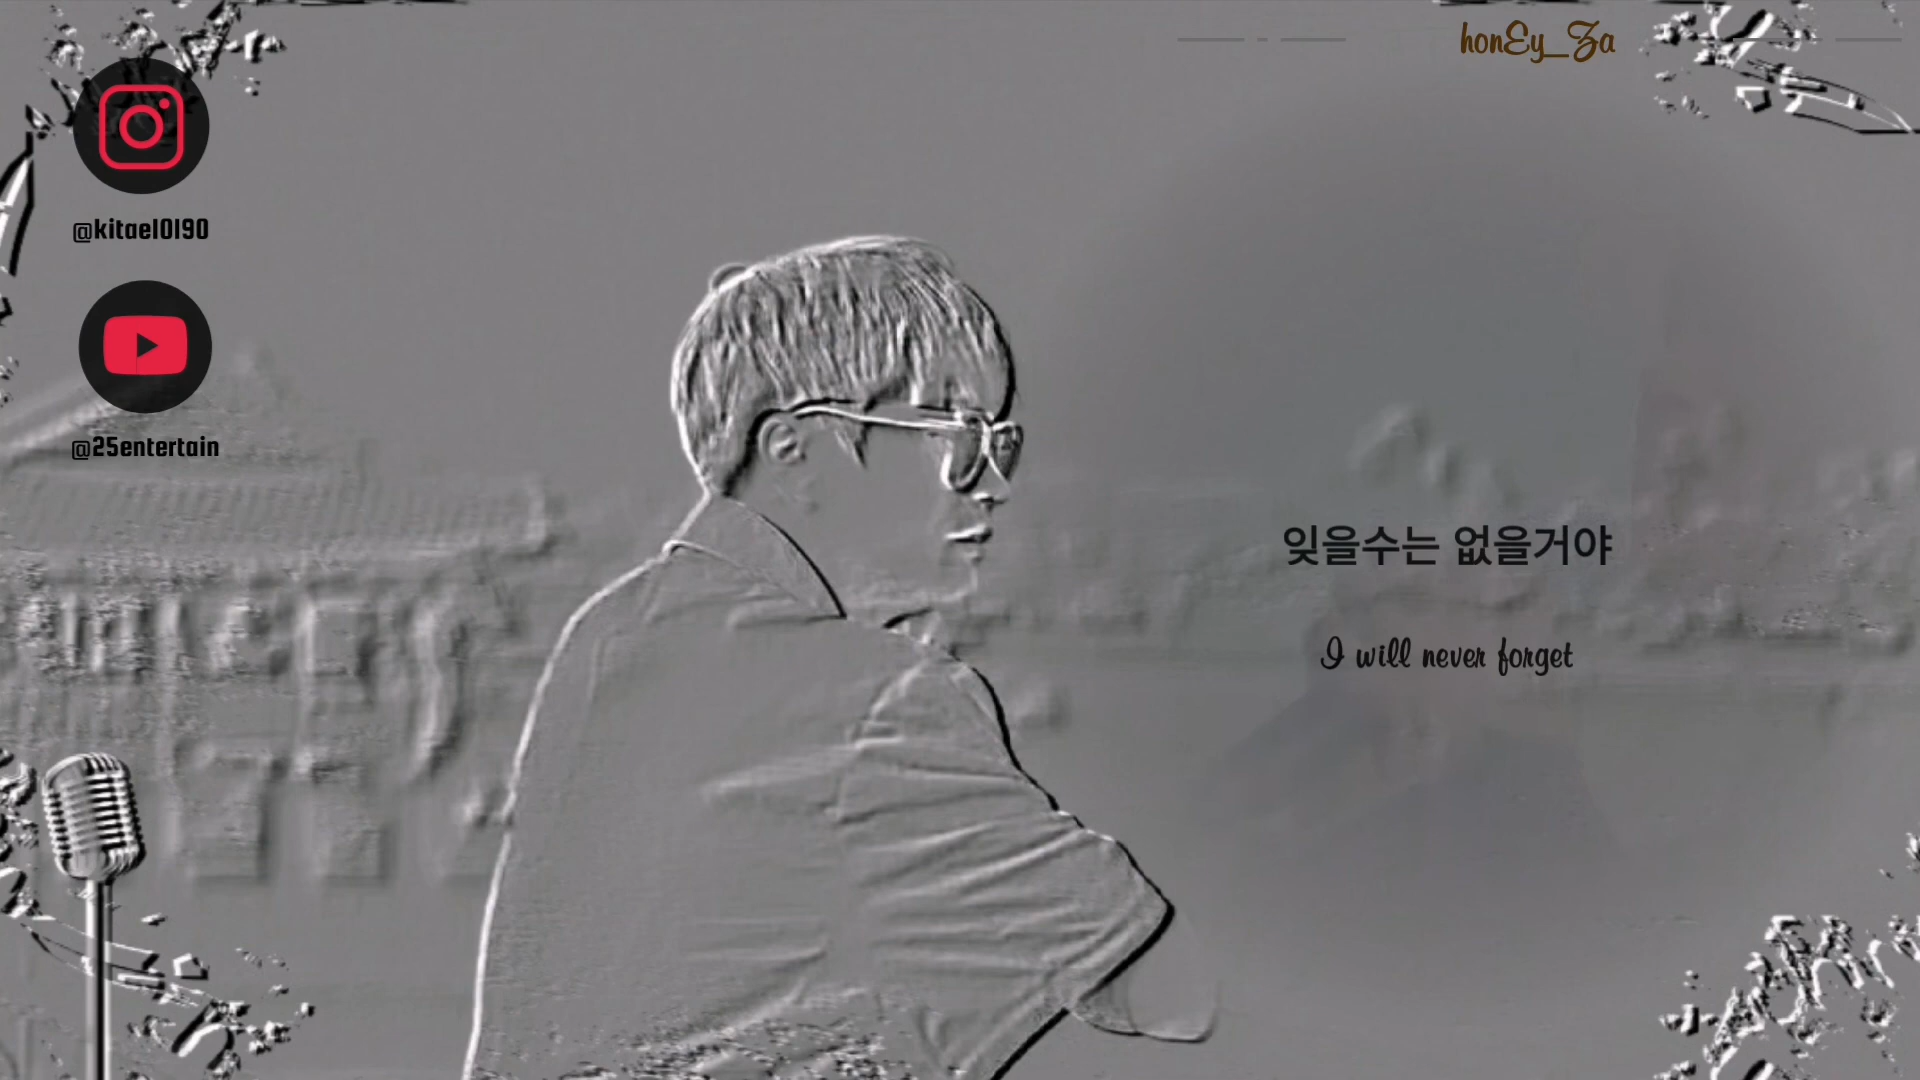 honEy_Za
@kitae10190
@25entertain
잊을수는 없을거야
I will never forget